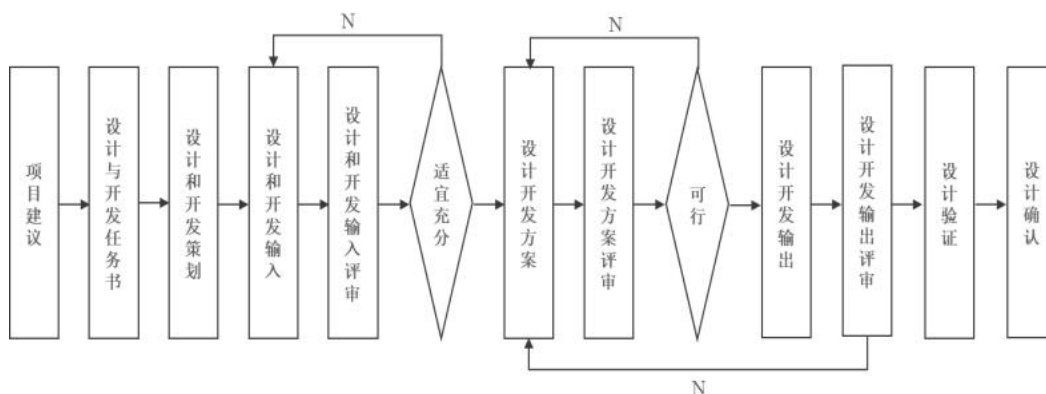 N
N
项目建议
设计与开发任务书
设计和开发策划
设计和开发输入
设计和开发输入评审
适宜充分
设计开发方案
设计开发方案评审
可行
设计开发输出
设计开发输出评审
设计验证
设计确认
N